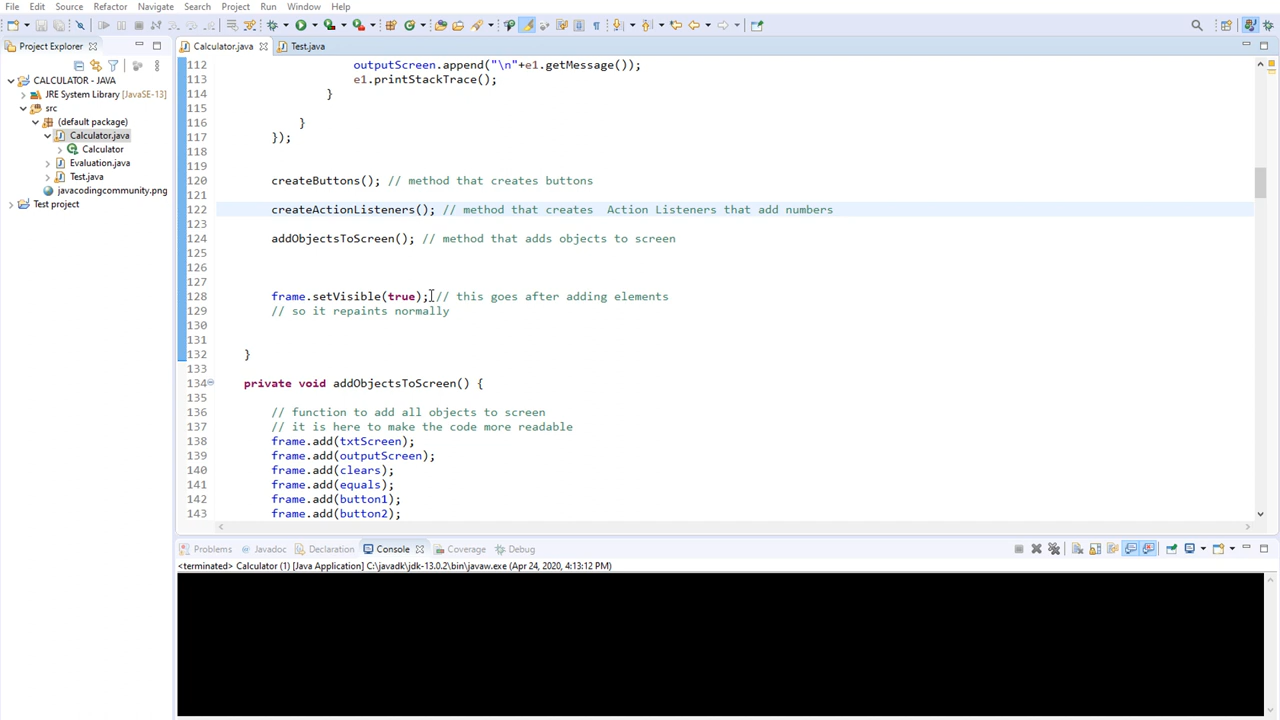 File Edit Source Refactor Navigate Search Project Run Window Help
Project Explorer
CALCULATOR - JAVA
JRE System Library [JavaSE-13]
src
(default package)
Calculator.java
Calculator
Evaluation.java
Test.java
javacodingcommunity.png
Test project
Calculator.java Test.java
112 outputScreen.append("\n"+e1.getMessage());
113 e1.printStackTrace();
114 }
115
116 }
117 });
118
119
120 createButtons(); // method that creates buttons
121
122 createActionListeners(); // method that creates  Action Listeners that add numbers
123
124 addObjectsToScreen(); // method that adds objects to screen
125
126
127
128 frame.setVisible(true); // this goes after adding elements
129 // so it repaints normally
130
131
132 }
133
134 private void addObjectsToScreen() {
135
136 // function to add all objects to screen
137 // it is here to make the code more readable
138 frame.add(txtScreen);
139 frame.add(outputScreen);
140 frame.add(clears);
141 frame.add(equals);
142 frame.add(button1);
143 frame.add(button2);
Problems Javadoc Declaration Console Coverage Debug
<terminated> Calculator (1) [Java Application] C:\javadk\jdk-13.0.2\bin\javaw.exe (Apr 24, 2020, 4:13:12 PM)